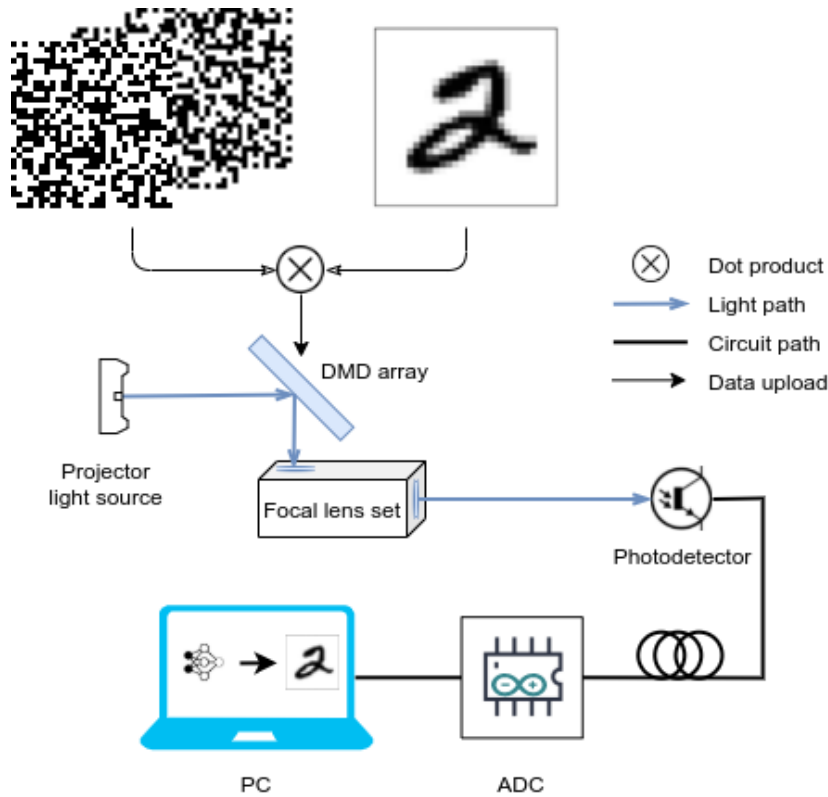 Dot product
Light path
Circuit path
Data upload
DMD array
Projector
light source
Focal lens set
Photodetector
PC
ADC